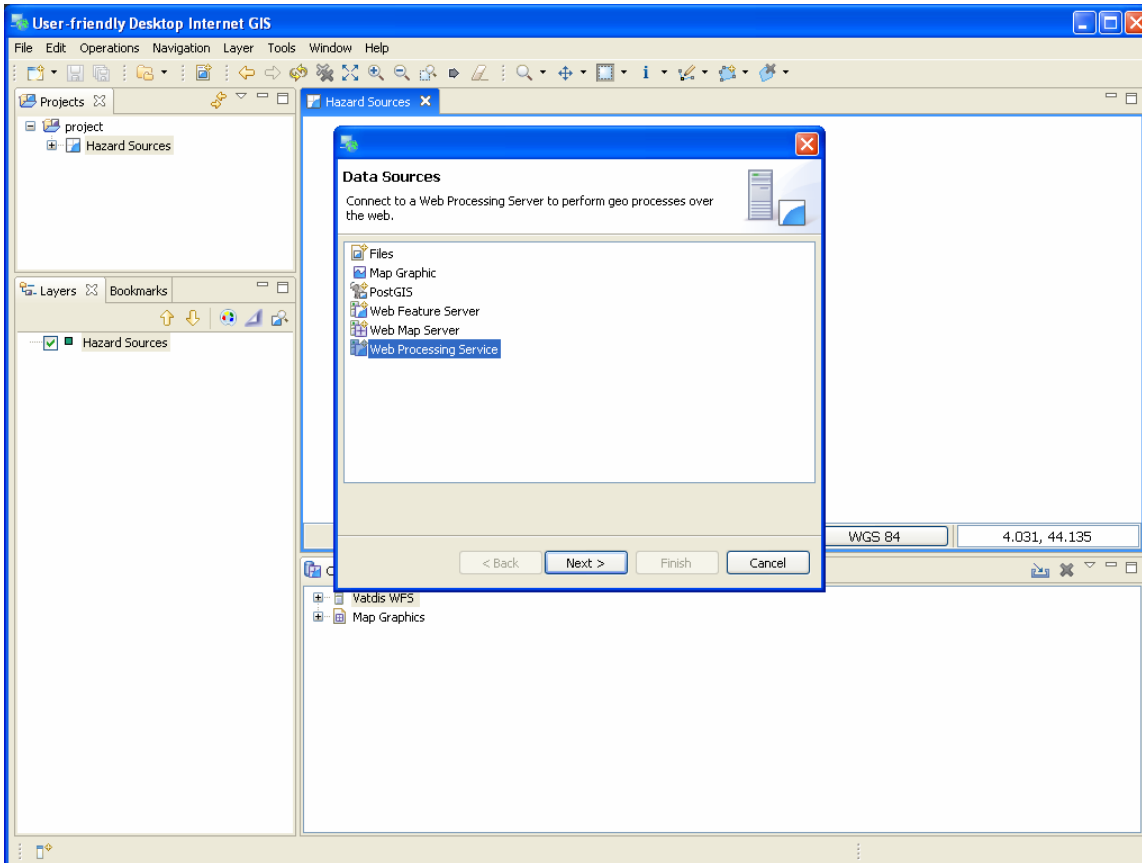 User-friendly Desktop Internet GIS
File Edit Operations Navigation Layer Tools Window Help
Projects
project
Hazard Sources
Layers Bookmarks
Hazard Sources
Hazard Sources
Data Sources
Connect to a Web Processing Server to perform geo processes over
the web.
Files
Map Graphic
PostGIS
Web Feature Server
Web Map Server
Web Processing Service
< Back Next > Finish Cancel
WGS 84 4.031, 44.135
Vatdis WFS
Map Graphics